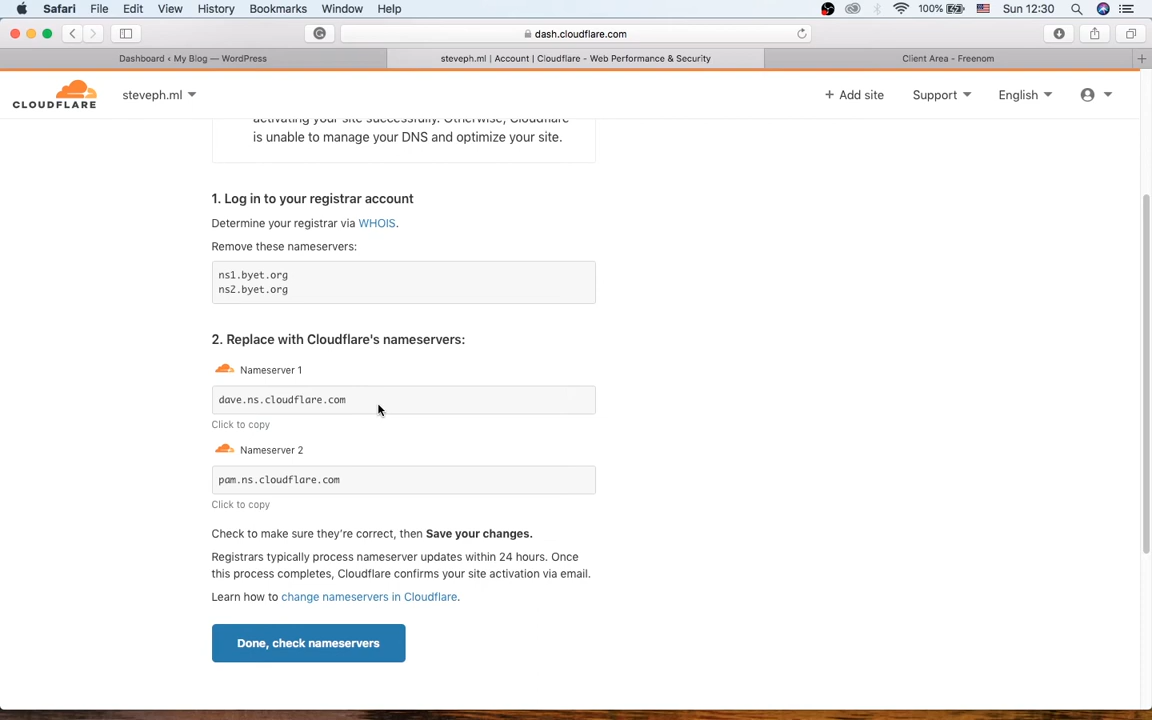 Safari File Edit View History Bookmarks Window Help 100% Sun 12:30
dash.cloudflare.com
Dashboard ‹ My Blog — WordPress
steveph.ml | Account | Cloudflare - Web Performance & Security
Client Area - Freenom
CLOUDFLARE
steveph.ml
+ Add site Support English
activating your site successfully. Otherwise, Cloudflare
is unable to manage your DNS and optimize your site.
1. Log in to your registrar account
Determine your registrar via WHOIS.
Remove these nameservers:
ns1.byet.org
ns2.byet.org
2. Replace with Cloudflare's nameservers:
Nameserver 1
dave.ns.cloudflare.com
Click to copy
Nameserver 2
pam.ns.cloudflare.com
Click to copy
Check to make sure they're correct, then Save your changes.
Registrars typically process nameserver updates within 24 hours. Once
this process completes, Cloudflare confirms your site activation via email.
Learn how to change nameservers in Cloudflare.
Done, check nameservers